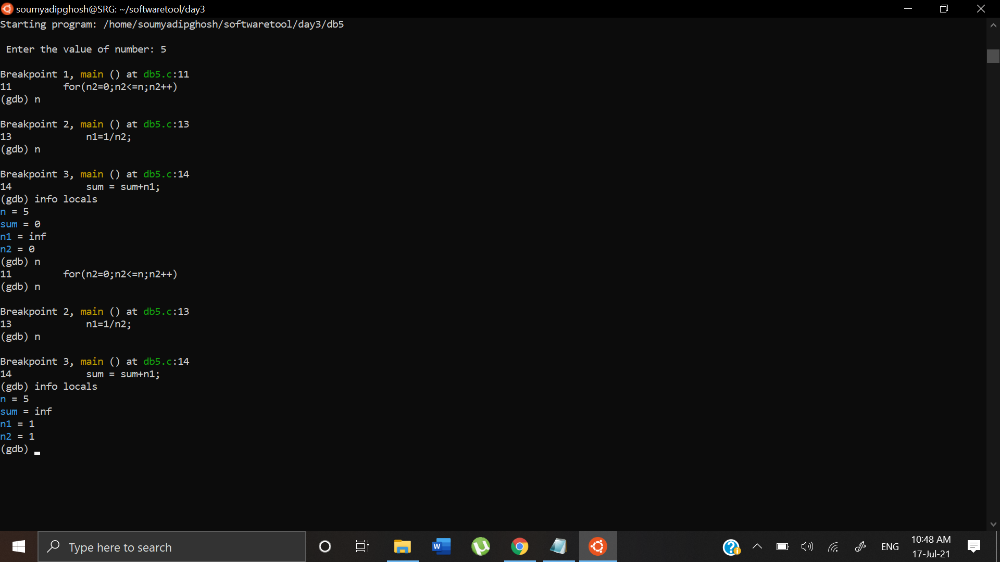 soumyadipghosh@SRG: ~/softwaretool/day3
Starting program: /home/soumyadipghosh/softwaretool/day3/db5
Enter the value of number: 5
Breakpoint 1, main () at db5.c:11
11         for(n2=0;n2<=n;n2++)
(gdb) n
Breakpoint 2, main () at db5.c:13
13             n1=1/n2;
(gdb) n
Breakpoint 3, main () at db5.c:14
14             sum = sum+n1;
(gdb) info locals
n = 5
sum = 0
n1 = inf
n2 = 0
(gdb) n
11         for(n2=0;n2<=n;n2++)
(gdb) n
Breakpoint 2, main () at db5.c:13
13             n1=1/n2;
(gdb) n
Breakpoint 3, main () at db5.c:14
14             sum = sum+n1;
(gdb) info locals
n = 5
sum = inf
n1 = 1
n2 = 1
(gdb)
Type here to search
W
ENG
10:48 AM
17-Jul-21